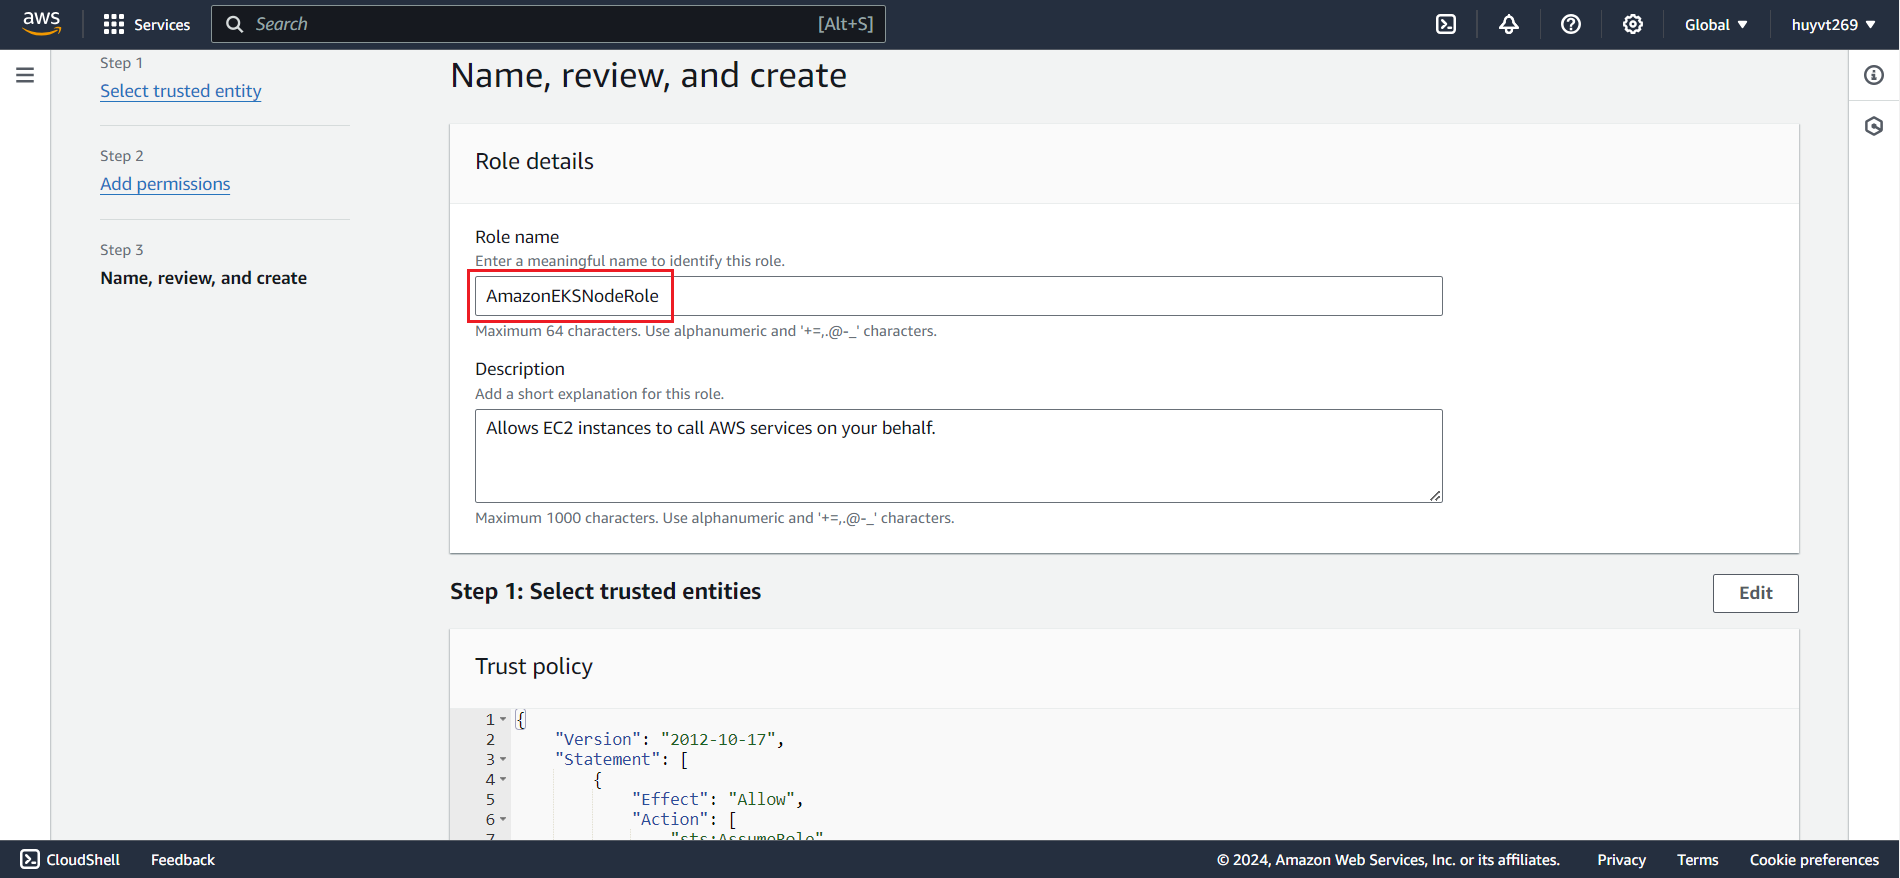 aws
Services
Search
[Alt+S]
Global
huyvt269
Step 1
Select trusted entity
Step 2
Add permissions
Step 3
Name, review, and create
Name, review, and create
Role details
Role name
Enter a meaningful name to identify this role.
AmazonEKSNodeRole
Maximum 64 characters. Use alphanumeric and '+=,.@-_' characters.
Description
Add a short explanation for this role.
Allows EC2 instances to call AWS services on your behalf.
Maximum 1000 characters. Use alphanumeric and '+=,.@-_' characters.
Step 1: Select trusted entities
Edit
Trust policy
1 {
2 "Version": "2012-10-17",
3 "Statement": [
4 {
5 "Effect": "Allow",
6 "Action": [
7 "sts:AssumeRole"
CloudShell
Feedback
© 2024, Amazon Web Services, Inc. or its affiliates.
Privacy
Terms
Cookie preferences